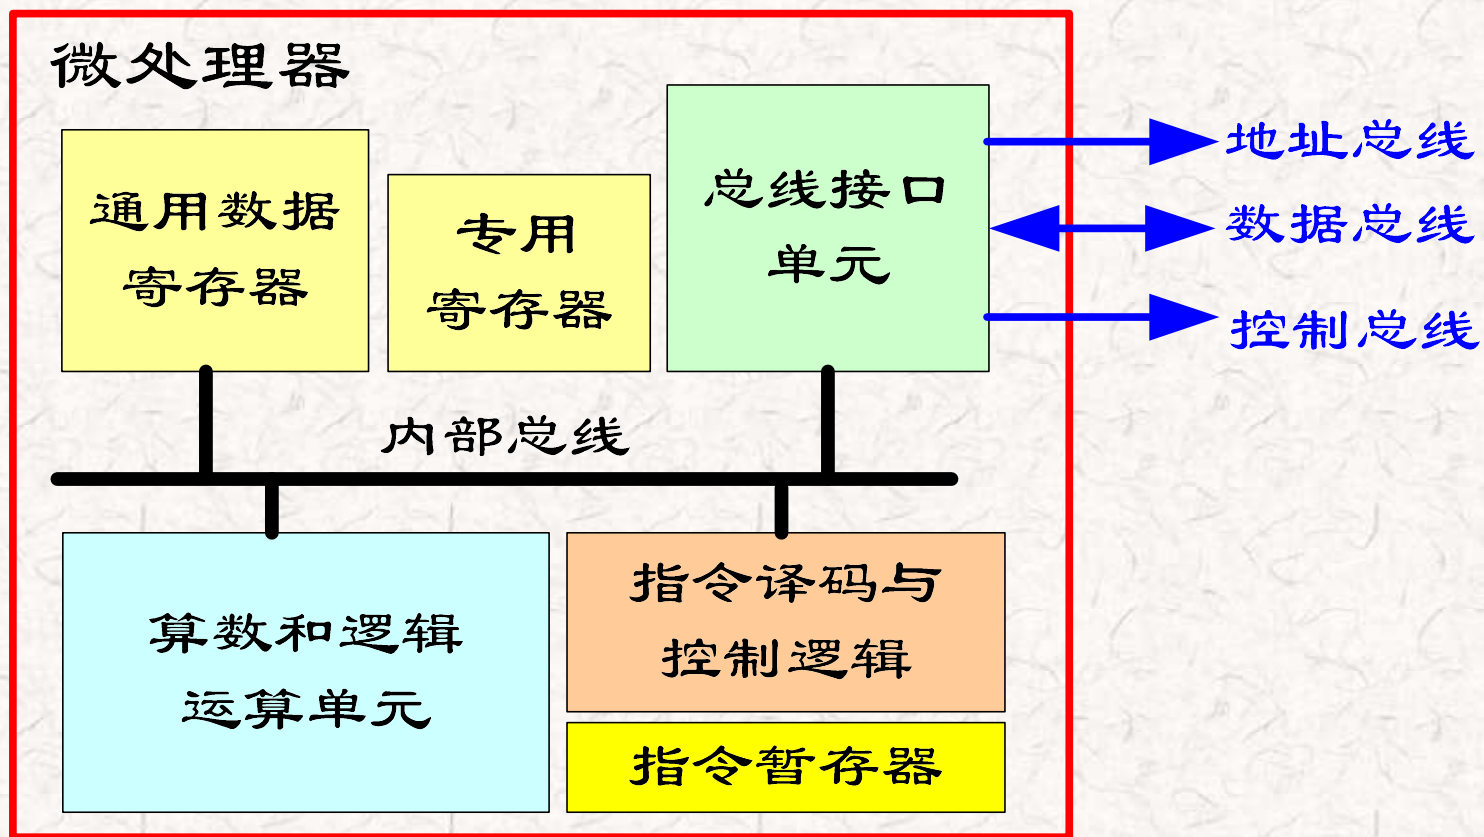 微处理器
通用数据
寄存器
专用
寄存器
总线接口
单元
地址总线
数据总线
控制总线
内部总线
算数和逻辑
运算单元
指令译码与
控制逻辑
指令暂存器